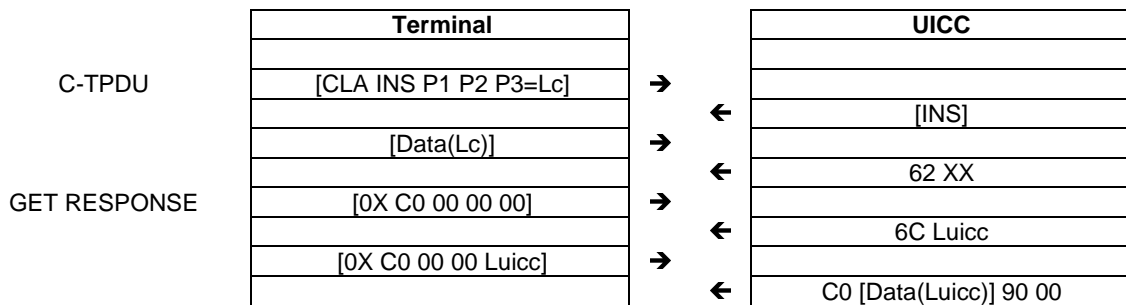 Terminal UICC
C-TPDU [CLA INS P1 P2 P3=Lc] ➔
← [INS]
[Data(Lc)] ➔
← 62 XX
GET RESPONSE [0X C0 00 00 00] ➔
← 6C Luicc
[0X C0 00 00 Luicc] ➔
← C0 [Data(Luicc)] 90 00